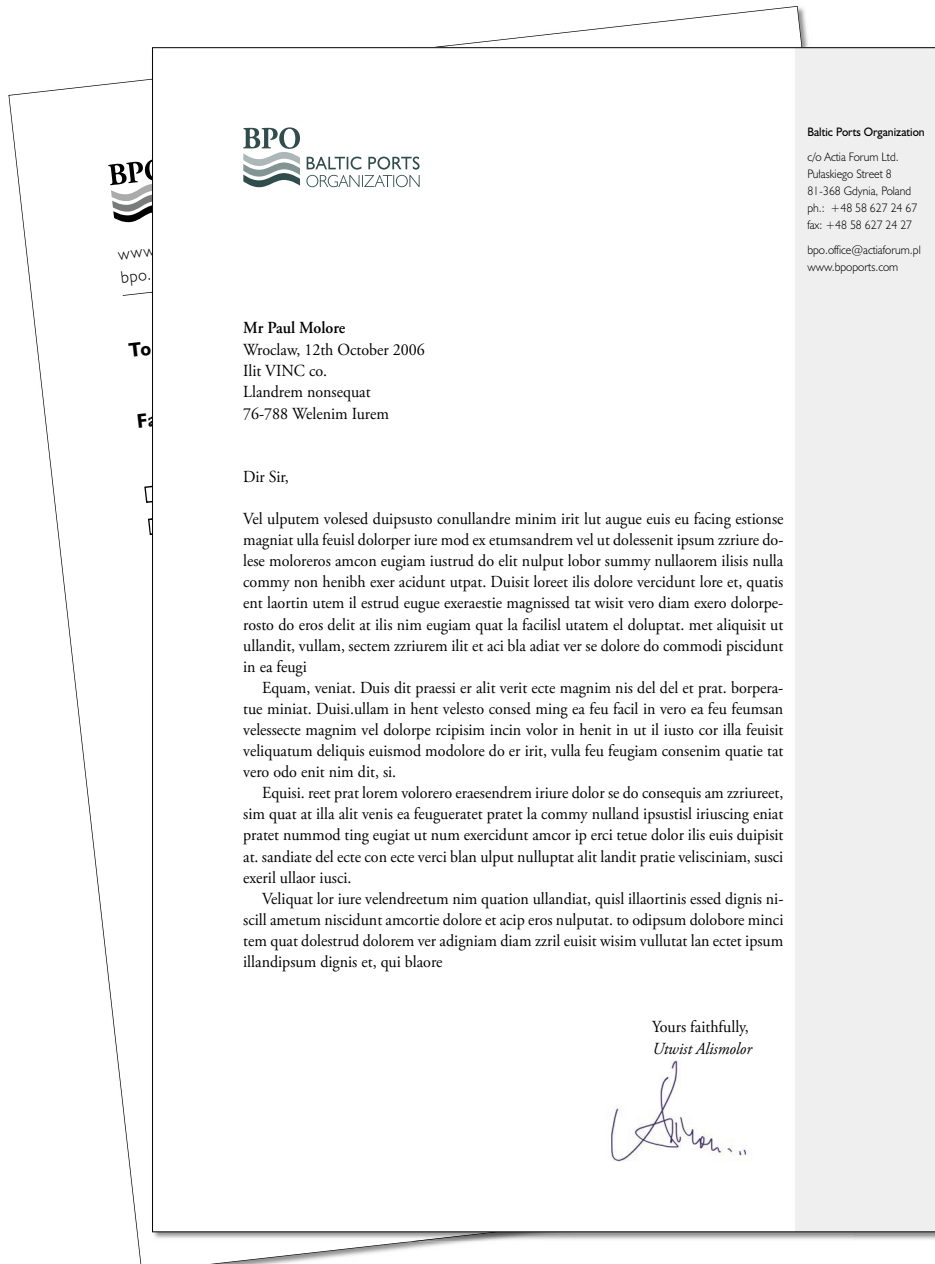 BPO
BALTIC PORTS
ORGANIZATION
Baltic Ports Organization
c/o Actia Forum Ltd.
Pułaskiego Street 8
81-368 Gdynia, Poland
ph.: +48 58 627 24 67
fax: +48 58 627 24 27
bpo.office@actiaforum.pl
www.bpoports.com
BPO
www
bpo.
To
Mr Paul Molore
Wroclaw, 12th October 2006
Ilit VINC co.
Llandrem nonsequat
76-788 Welenim Iurem
Dir Sir,
Vel ulputem volesed duipsusto conullandre minim irit lut augue euis eu facing estionse
magniat ulla feuisl dolorper iure mod ex etumsandrem vel ut dolessenit ipsum zzriure do-
lese moloreros amcon eugiam iustrud do elit nulput lobor summy nullaorem ilisis nulla
commy non henibh exer acidunt utpat. Duisit loreet ilis dolore vercidunt lore et, quatis
ent laortin utem il estrud eugue exeraestie magnissed tat wisit vero diam exero dolorpe-
rosto do eros delit at ilis nim eugiam quat la facilisl utatem el doluptat. met aliquisit ut
ullandit, vullam, sectem zzriurem ilit et aci bla adiat ver se dolore do commodi piscidunt
in ea feugi
Equam, veniat. Duis dit praessi er alit verit ecte magnim nis del del et prat. borpera-
tue miniat. Duisi.ullam in hent velesto consed ming ea feu facil in vero ea feu feumsan
velessecte magnim vel dolorpe rcipisim incin volor in henit in ut il iusto cor illa feuisit
veliquatum deliquis euismod modolore do er irit, vulla feu feugiam consenim quatie tat
vero odo enit nim dit, si.
Equisi. reet prat lorem volorero eraesendrem iriure dolor se do consequis am zzriureet,
sim quat at illa alit venis ea feugueratet pratet la commy nulland ipsustisl iriuscing eniat
pratet nummod ting eugiat ut num exercidunt amcor ip erci tetue dolor ilis euis duipisit
at. sandiate del ecte con ecte verci blan ulput nulluptat alit landit pratie velisciniam, susci
exeril ullaor iusci.
Veliquat lor iure velendreetum nim quation ullandiat, quisl illaortinis essed dignis ni-
scill ametum niscidunt amcortie dolore et acip eros nulputat. to odipsum dolobore minci
tem quat dolestrud dolorem ver adigniam diam zzril euisit wisim vullutat lan ectet ipsum
illandipsum dignis et, qui blaore
Yours faithfully,
Utwist Alismolor